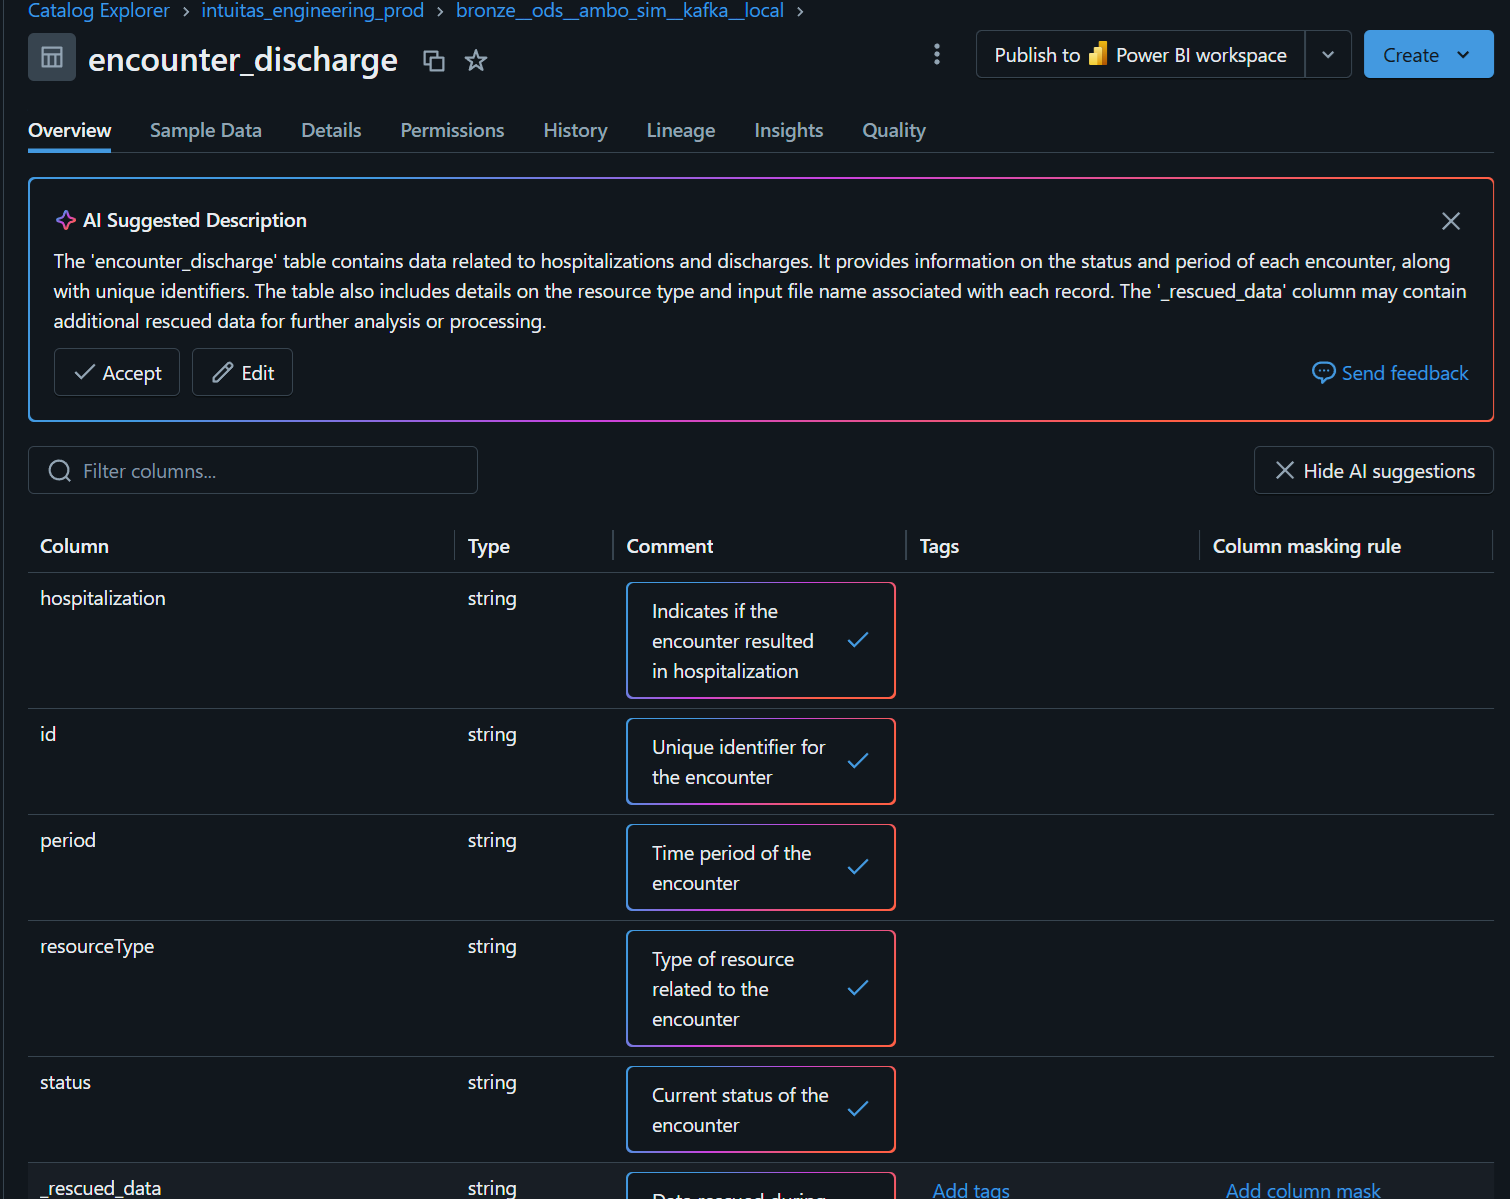 Catalog Explorer › intuitas_engineering_prod › bronze__ods__ambo_sim__kafka__local ›
encounter_discharge
Publish to Power BI workspace
Create
Overview Sample Data Details Permissions History Lineage Insights Quality
AI Suggested Description
The 'encounter_discharge' table contains data related to hospitalizations and discharges. It provides information on the status and period of each encounter, along
with unique identifiers. The table also includes details on the resource type and input file name associated with each record. The '_rescued_data' column may contain
additional rescued data for further analysis or processing.
Accept Edit Send feedback
Filter columns... Hide AI suggestions
Column Type Comment Tags Column masking rule
hospitalization string
Indicates if the
encounter resulted
in hospitalization
id string
Unique identifier for
the encounter
period string
Time period of the
encounter
resourceType string
Type of resource
related to the
encounter
status string
Current status of the
encounter
_rescued_data string
Data rescued during
Add tags Add column mask